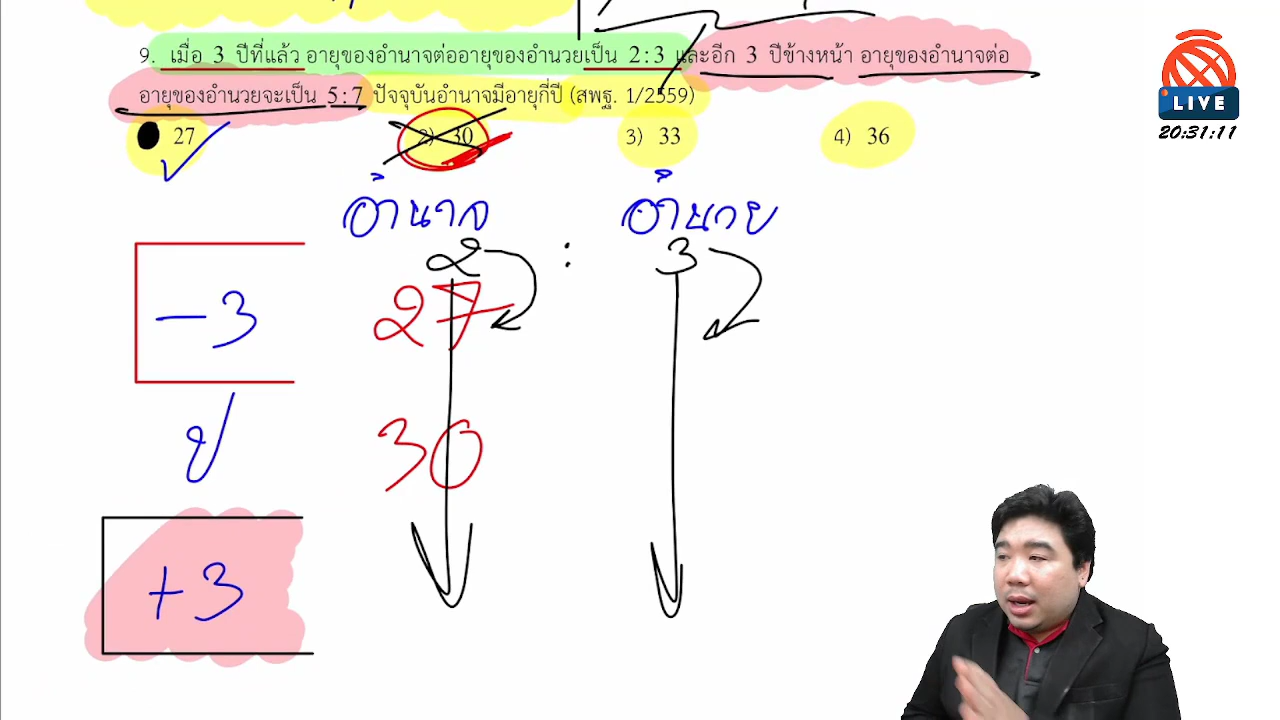 9. เมื่อ 3 ปีที่แล้ว อายุของอำนาจต่ออายุของอำนวยเป็น 2:3 และอีก 3 ปีข้างหน้า อายุของอำนาจต่อ
อายุของอำนวยจะเป็น 5:7 ปัจจุบันอำนาจมีอายุกี่ปี (สพฐ. 1/2559)
27 2) 30 3) 33 4) 36
LIVE
20:31:11
อำนาจ อำนวย
2 : 3
-3 27
ป 30
+3